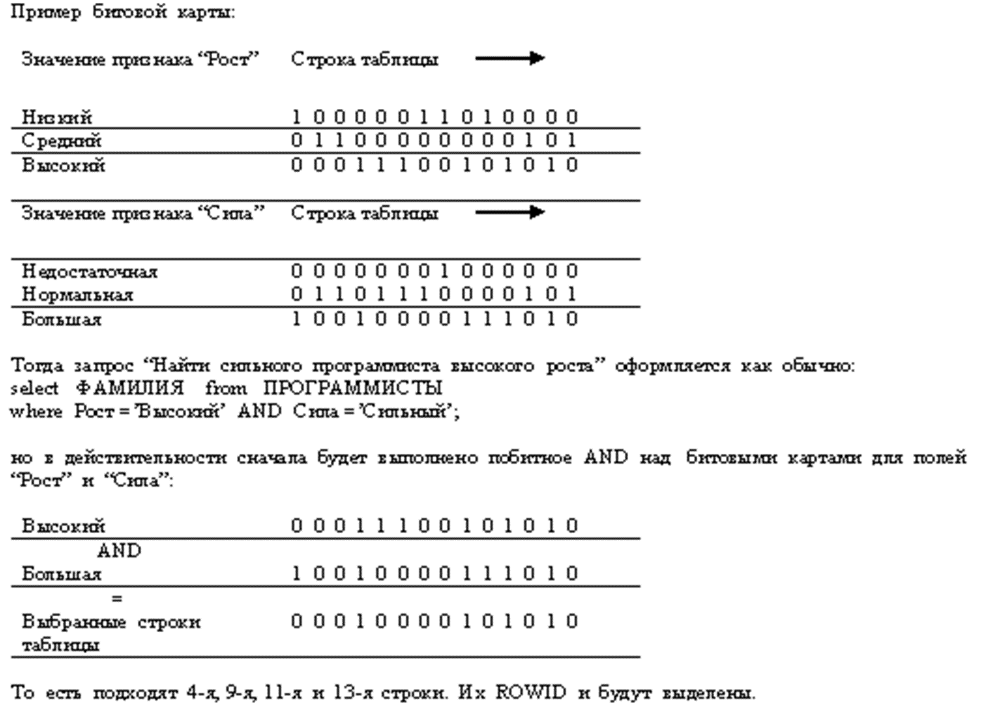 Пример битовой карты:
Значение признака “Рост” Строка таблицы
Низкий 1 0 0 0 0 0 1 1 0 1 0 0 0 0
Средний 0 1 1 0 0 0 0 0 0 0 0 1 0 1
Высокий 0 0 0 1 1 1 0 0 1 0 1 0 1 0
Значение признака “Сила” Строка таблицы
Недостаточная 0 0 0 0 0 0 0 1 0 0 0 0 0 0
Нормальная 0 1 1 0 1 1 1 0 0 0 0 1 0 1
Большая 1 0 0 1 0 0 0 0 1 1 1 0 1 0
Тогда запрос “Найти сильного программиста высокого роста” оформляется как обычно:
select ФАМИЛИЯ from ПРОГРАММИСТЫ
where Рост = ’Высокий’ AND Сила = ’Сильный’;
но в действительности сначала будет выполнено побитное AND над битовыми картами для полей
“Рост” и “Сила”:
Высокий 0 0 0 1 1 1 0 0 1 0 1 0 1 0
AND
Большая 1 0 0 1 0 0 0 0 1 1 1 0 1 0
=
Выбранные строки 0 0 0 1 0 0 0 0 1 0 1 0 1 0
таблицы
То есть подходят 4-я, 9-я, 11-я и 13-я строки. Их ROWID и будут выделены.